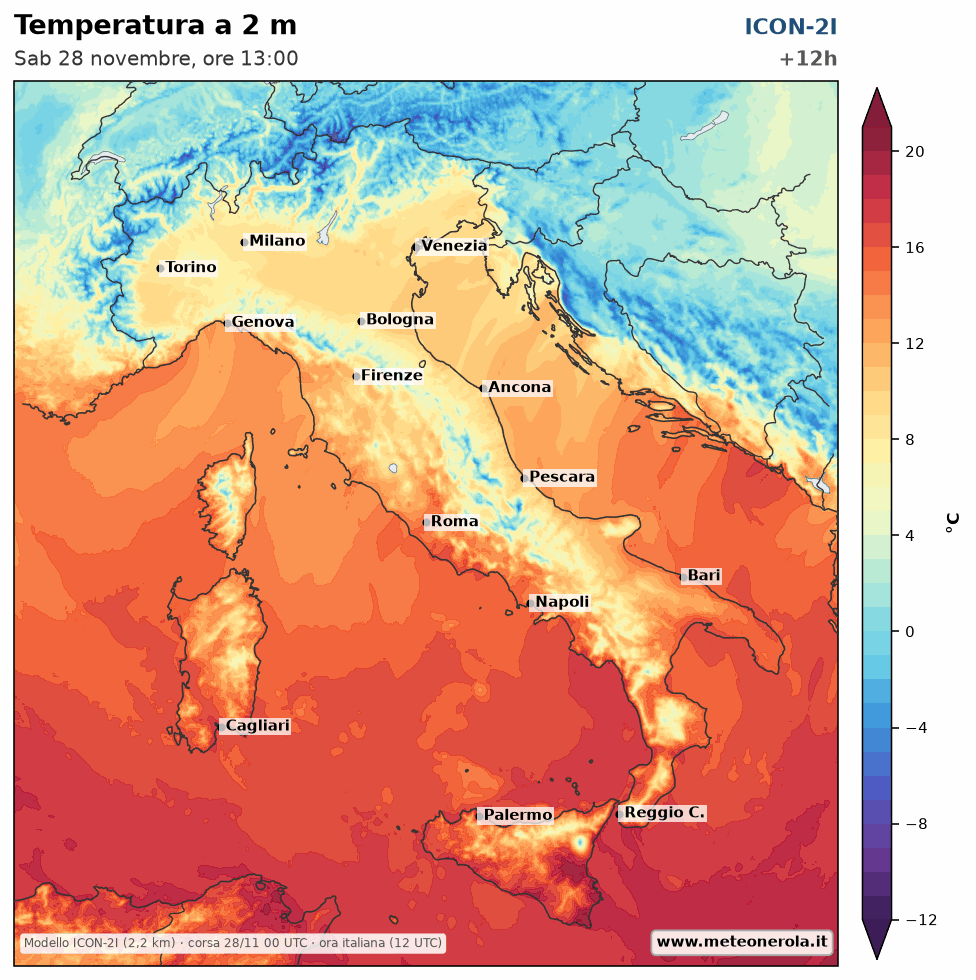 Temperatura a 2 m
ICON-2I
Sab 28 novembre, ore 13:00
+12h
Milano
Venezia
Torino
Genova
Bologna
Firenze
Ancona
Pescara
Roma
Bari
Napoli
Cagliari
Palermo
Reggio C.
20
16
12
8
4
0
−4
−8
−12
°C
Modello ICON-2I (2,2 km) · corsa 28/11 00 UTC · ora italiana (12 UTC)
www.meteonerola.it